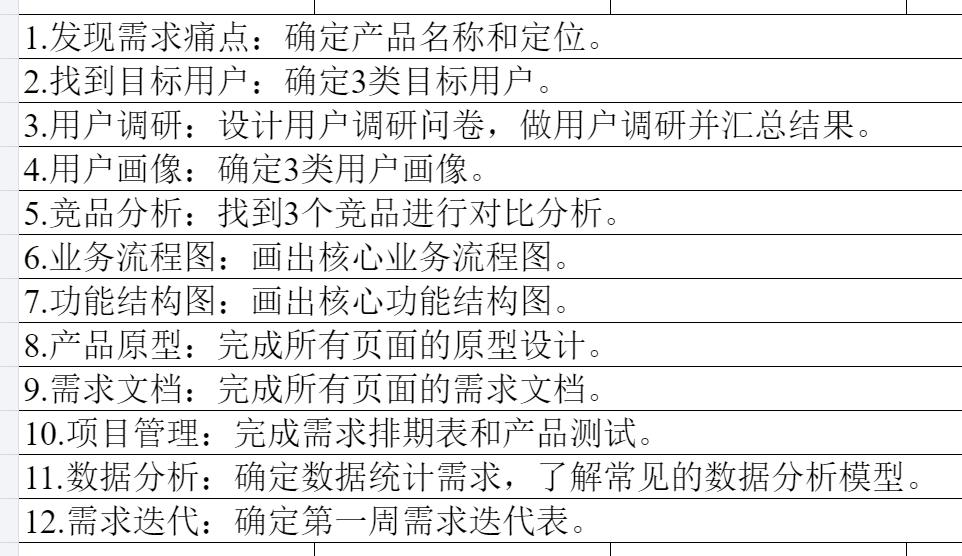 1.发现需求痛点：确定产品名称和定位。
2.找到目标用户：确定3类目标用户。
3.用户调研：设计用户调研问卷，做用户调研并汇总结果。
4.用户画像：确定3类用户画像。
5.竞品分析：找到3个竞品进行对比分析。
6.业务流程图：画出核心业务流程图。
7.功能结构图：画出核心功能结构图。
8.产品原型：完成所有页面的原型设计。
9.需求文档：完成所有页面的需求文档。
10.项目管理：完成需求排期表和产品测试。
11.数据分析：确定数据统计需求，了解常见的数据分析模型。
12.需求迭代：确定第一周需求迭代表。